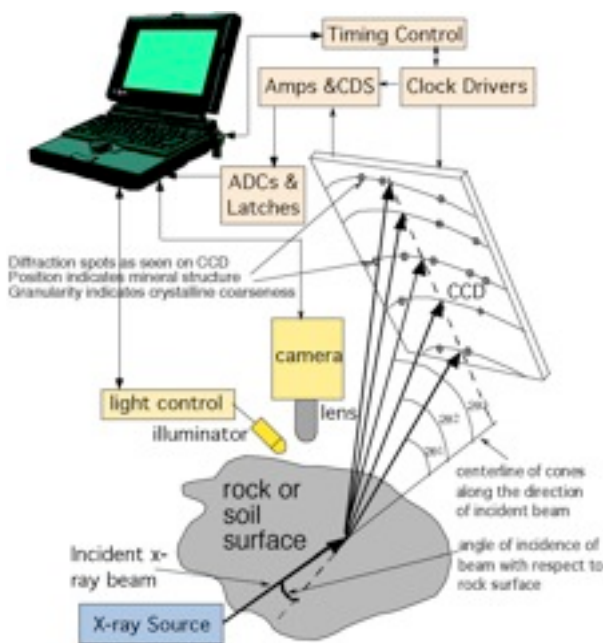 Timing Control
Amps &CDS
Clock Drivers
ADCs &
Latches
Diffraction spots as seen on CCD
Position indicates mineral structure
Granularity indicates crystalline coarseness
CCD
camera
light control
lens
illuminator
rock or
soil
surface
centerline of cones
along the direction
of incident beam
Incident x-
ray beam
angle of incidence of
beam with respect to
rock surface
X-ray Source